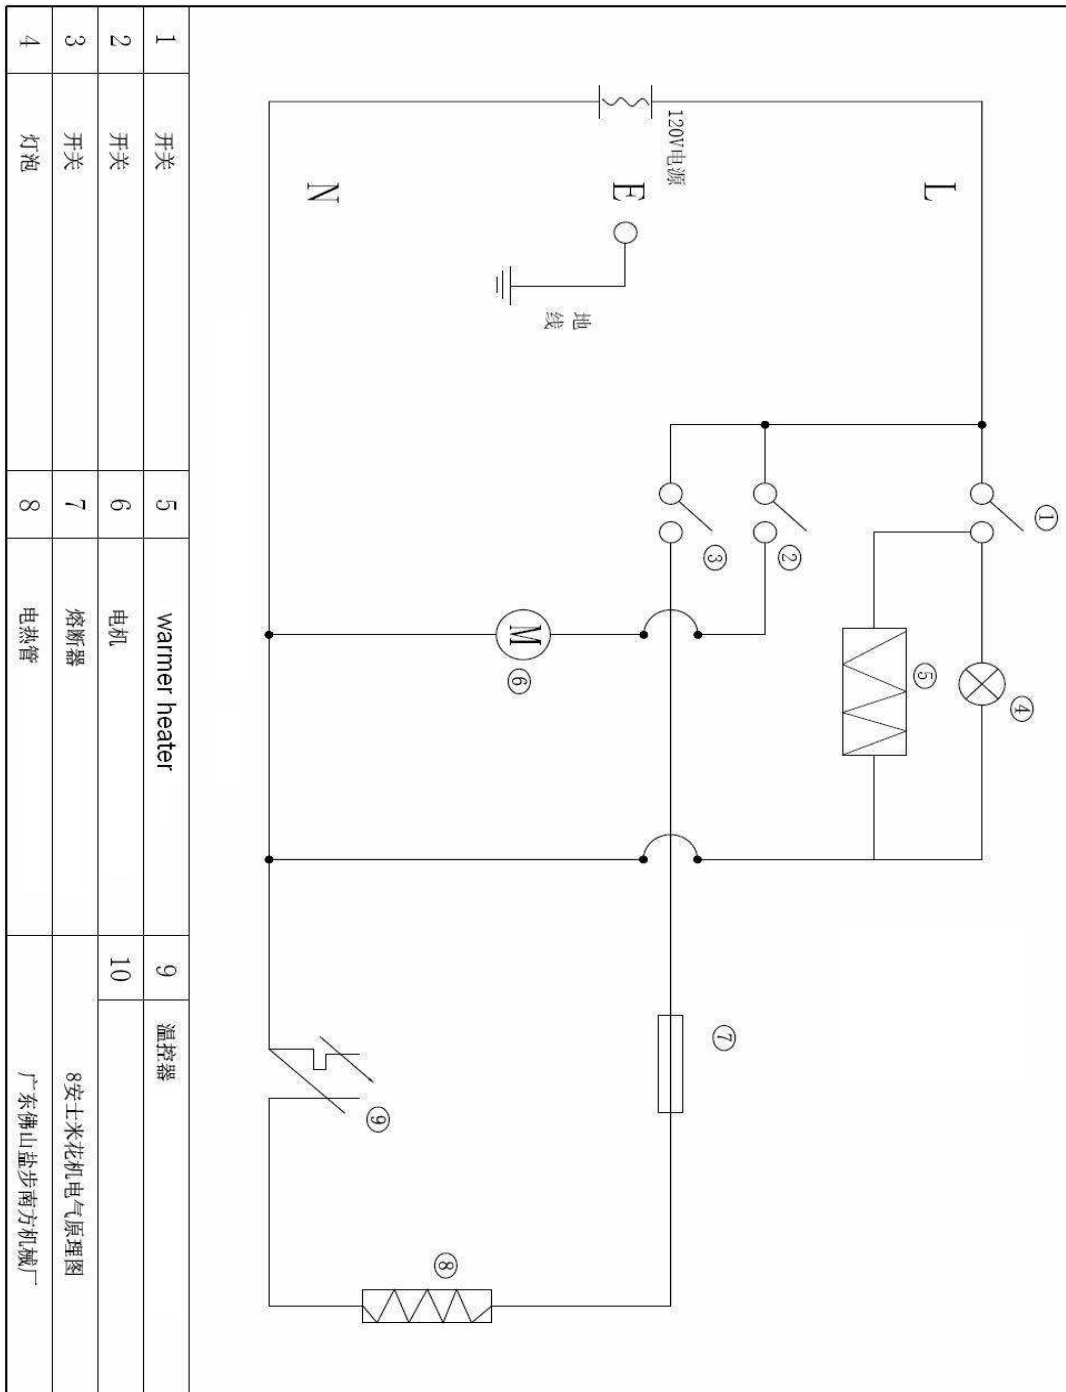 ①
④
L
⑤
②
③
⑦
120V电源
E
地
线
M
⑥
⑧
⑨
N
1 开关 5 warmer heater 9 温控器
2 开关 6 电机 10
3 开关 7 熔断器 8安士米花机电气原理图
4 灯泡 8 电热管 广东佛山盐步南方机械厂